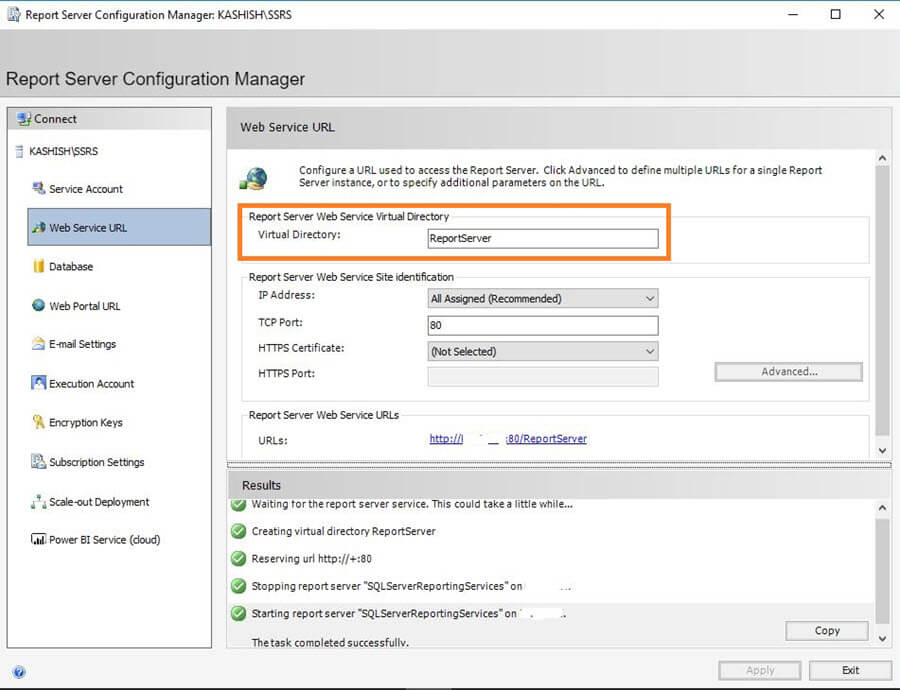 Report Server Configuration Manager: KASHISH\SSRS
Report Server Configuration Manager
Connect
KASHISH\SSRS
Service Account
Web Service URL
Database
Web Portal URL
E-mail Settings
Execution Account
Encryption Keys
Subscription Settings
Scale-out Deployment
Power BI Service (cloud)
Web Service URL
Configure a URL used to access the Report Server. Click Advanced to define multiple URLs for a single Report
Server instance, or to specify additional parameters on the URL.
Report Server Web Service Virtual Directory
Virtual Directory: ReportServer
Report Server Web Service Site identification
IP Address: All Assigned (Recommended)
TCP Port: 80
HTTPS Certificate: (Not Selected)
HTTPS Port:
Advanced...
Report Server Web Service URLs
URLs: http:// :80/ReportServer
Results
Waiting for the report server service. This could take a little while...
Creating virtual directory ReportServer
Reserving url http://+:80
Stopping report server "SQLServerReportingServices" on ...
Starting report server "SQLServerReportingServices" on .
The task completed successfully.
Copy
Apply
Exit